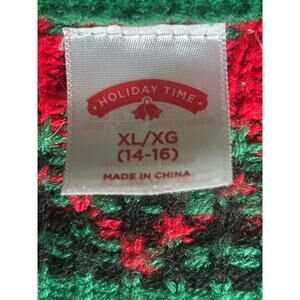 HOLIDAY TIME
XL/XG
(14-16)
MADE IN CHINA